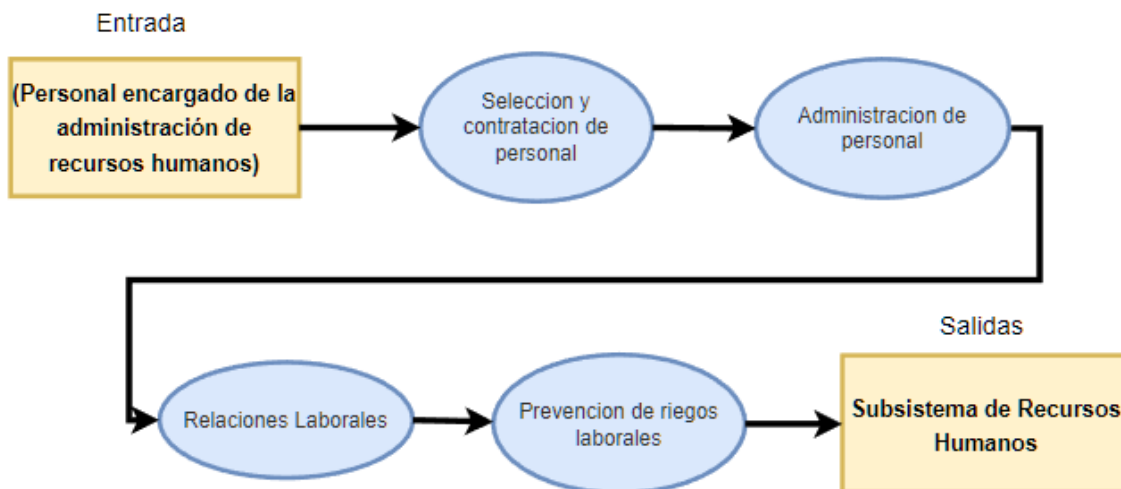 Entrada
(Personal encargado de la
administración de
recursos humanos)
Seleccion y
contratacion de
personal
Administracion de
personal
Relaciones Laborales
Prevencion de riegos
laborales
Salidas
Subsistema de Recursos
Humanos